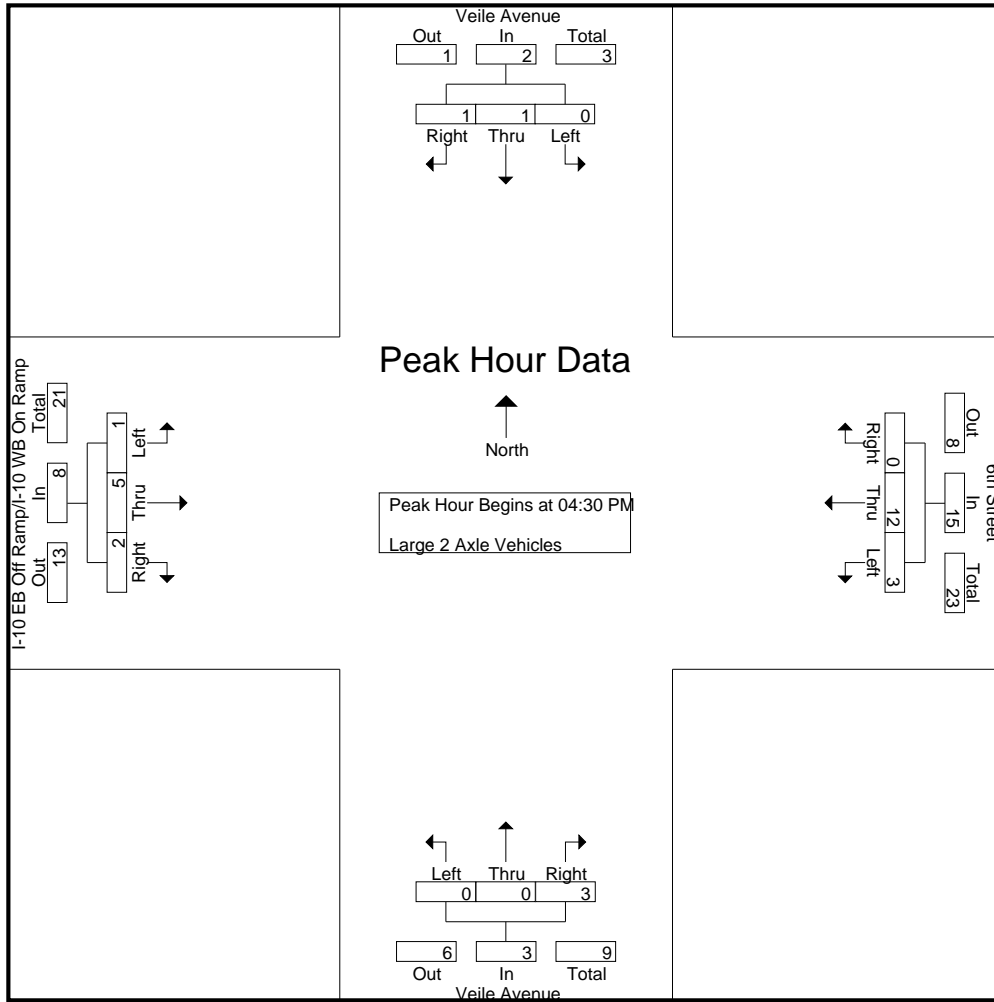 Veile Avenue
Out In Total
1 2 3
1 1 0
Right Thru Left
Peak Hour Data
North
Peak Hour Begins at 04:30 PM
Large 2 Axle Vehicles
I-10 EB Off Ramp/I-10 WB On Ramp
Out In Total
13 8 21
2 5 1
Right Thru Left
6th Street
Out In Total
8 15 23
0 12 3
Right Thru Left
Left Thru Right
0 0 3
6 3 9
Out In Total
Veile Avenue